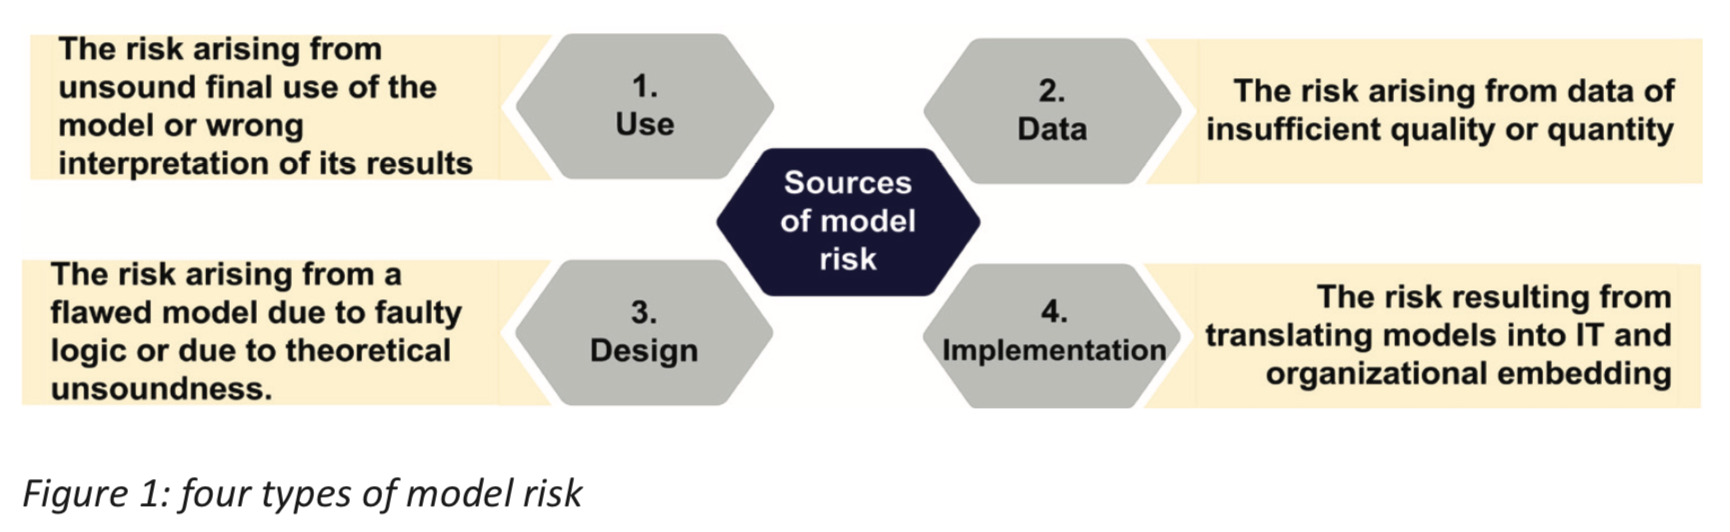 The risk arising from
unsound final use of the
model or wrong
interpretation of its results
1.
Use
2.
Data
The risk arising from data of
insufficient quality or quantity
Sources
of model
risk
The risk arising from a
flawed model due to faulty
logic or due to theoretical
unsoundness.
3.
Design
4.
Implementation
The risk resulting from
translating models into IT and
organizational embedding
Figure 1: four types of model risk